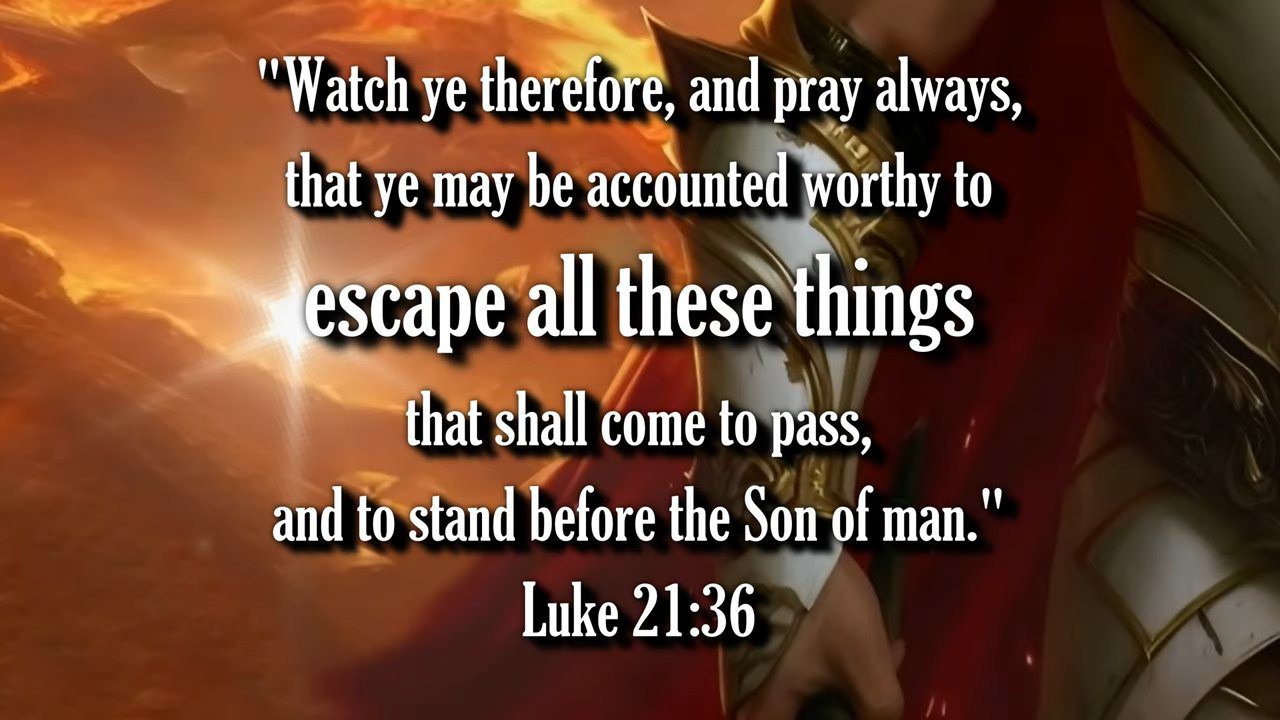 "Watch ye therefore, and pray always,
that ye may be accounted worthy to
escape all these things
that shall come to pass,
and to stand before the Son of man."
Luke 21:36